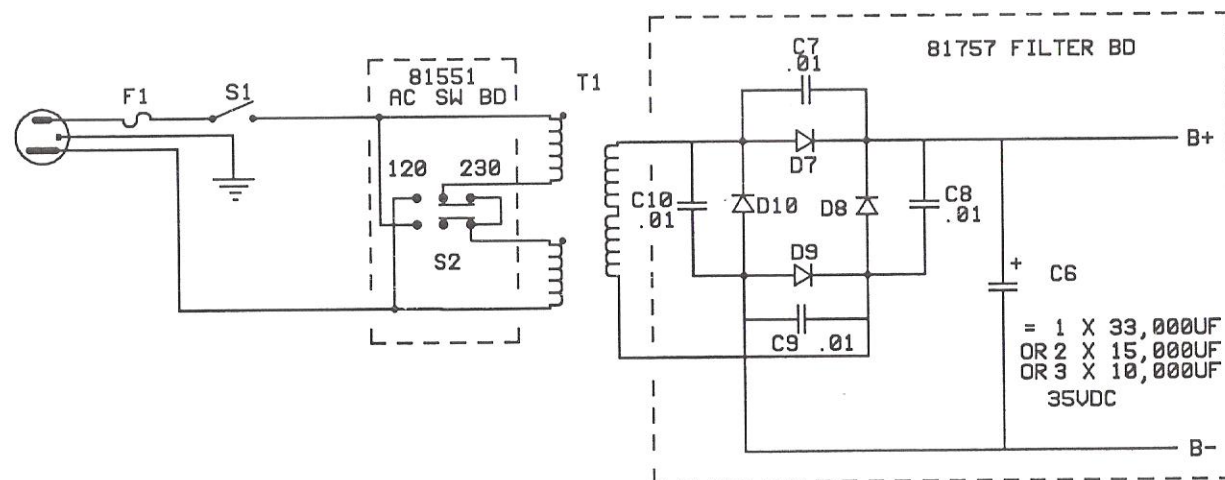 C7
.01
81757 FILTER BD
81551
AC SW BD
T1
F1
S1
B+
D7
120
230
C10
.01
D10
D8
C8
.01
S2
D9
+
C6
C9
.01
= 1 X 33,000UF
OR 2 X 15,000UF
OR 3 X 10,000UF
35VDC
B-